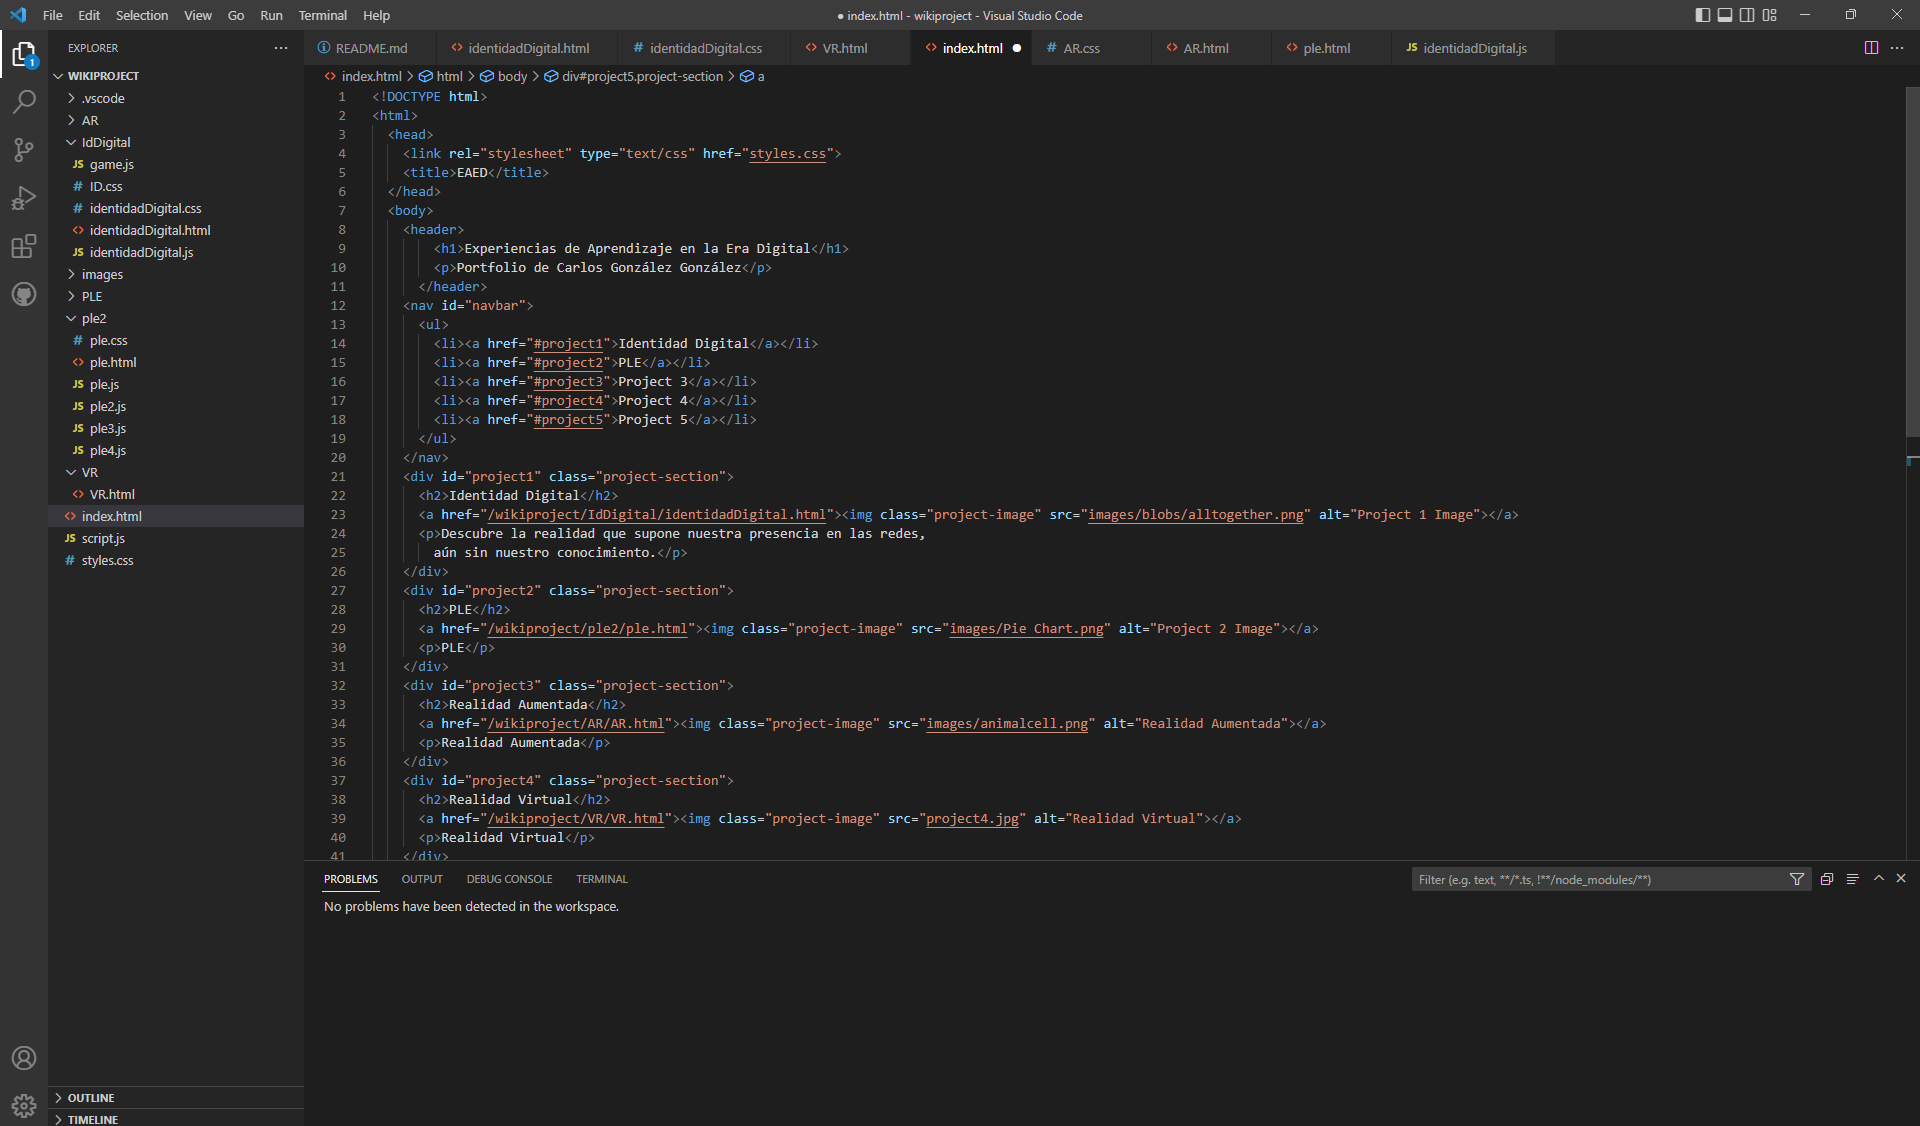 File Edit Selection View Go Run Terminal Help
● index.html - wikiproject - Visual Studio Code
EXPLORER
README.md
identidadDigital.html
identidadDigital.css
VR.html
index.html
AR.css
AR.html
ple.html
identidadDigital.js
index.html > html > body > div#project5.project-section > a
1
WIKIPROJECT
.vscode
AR
IdDigital
game.js
ID.css
identidadDigital.css
identidadDigital.html
identidadDigital.js
images
PLE
ple2
ple.css
ple.html
ple.js
ple2.js
ple3.js
ple4.js
VR
VR.html
index.html
script.js
styles.css
OUTLINE
TIMELINE
1 <!DOCTYPE html>
2 <html>
3 <head>
4 <link rel="stylesheet" type="text/css" href="styles.css">
5 <title>EAED</title>
6 </head>
7 <body>
8 <header>
9 <h1>Experiencias de Aprendizaje en la Era Digital</h1>
10 <p>Portfolio de Carlos González González</p>
11 </header>
12 <nav id="navbar">
13 <ul>
14 <li><a href="#project1">Identidad Digital</a></li>
15 <li><a href="#project2">PLE</a></li>
16 <li><a href="#project3">Project 3</a></li>
17 <li><a href="#project4">Project 4</a></li>
18 <li><a href="#project5">Project 5</a></li>
19 </ul>
20 </nav>
21 <div id="project1" class="project-section">
22 <h2>Identidad Digital</h2>
23 <a href="/wikiproject/IdDigital/identidadDigital.html"><img class="project-image" src="images/blobs/alltogether.png" alt="Project 1 Image"></a>
24 <p>Descubre la realidad que supone nuestra presencia en las redes,
25 aún sin nuestro conocimiento.</p>
26 </div>
27 <div id="project2" class="project-section">
28 <h2>PLE</h2>
29 <a href="/wikiproject/ple2/ple.html"><img class="project-image" src="images/Pie Chart.png" alt="Project 2 Image"></a>
30 <p>PLE</p>
31 </div>
32 <div id="project3" class="project-section">
33 <h2>Realidad Aumentada</h2>
34 <a href="/wikiproject/AR/AR.html"><img class="project-image" src="images/animalcell.png" alt="Realidad Aumentada"></a>
35 <p>Realidad Aumentada</p>
36 </div>
37 <div id="project4" class="project-section">
38 <h2>Realidad Virtual</h2>
39 <a href="/wikiproject/VR/VR.html"><img class="project-image" src="project4.jpg" alt="Realidad Virtual"></a>
40 <p>Realidad Virtual</p>
41 </div>
PROBLEMS OUTPUT DEBUG CONSOLE TERMINAL
Filter (e.g. text, **/*.ts, !**/node_modules/**)
No problems have been detected in the workspace.